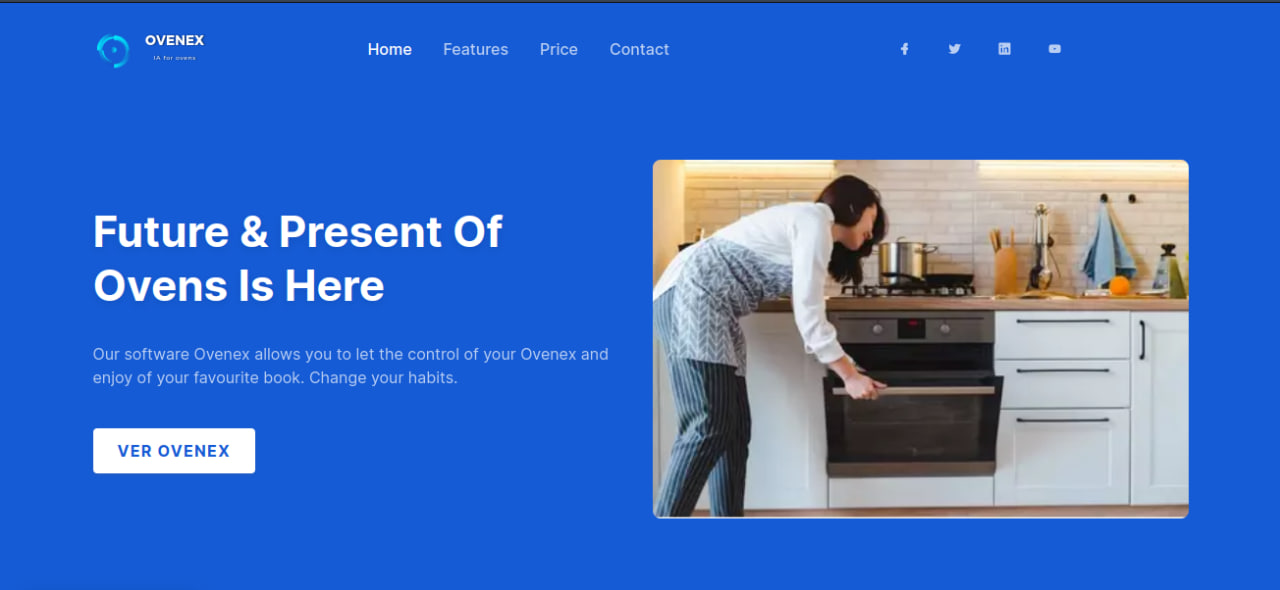 OVENEX
IA for ovens
Home
Features
Price
Contact
Future & Present Of
Ovens Is Here
Our software Ovenex allows you to let the control of your Ovenex and
enjoy of your favourite book. Change your habits.
VER OVENEX